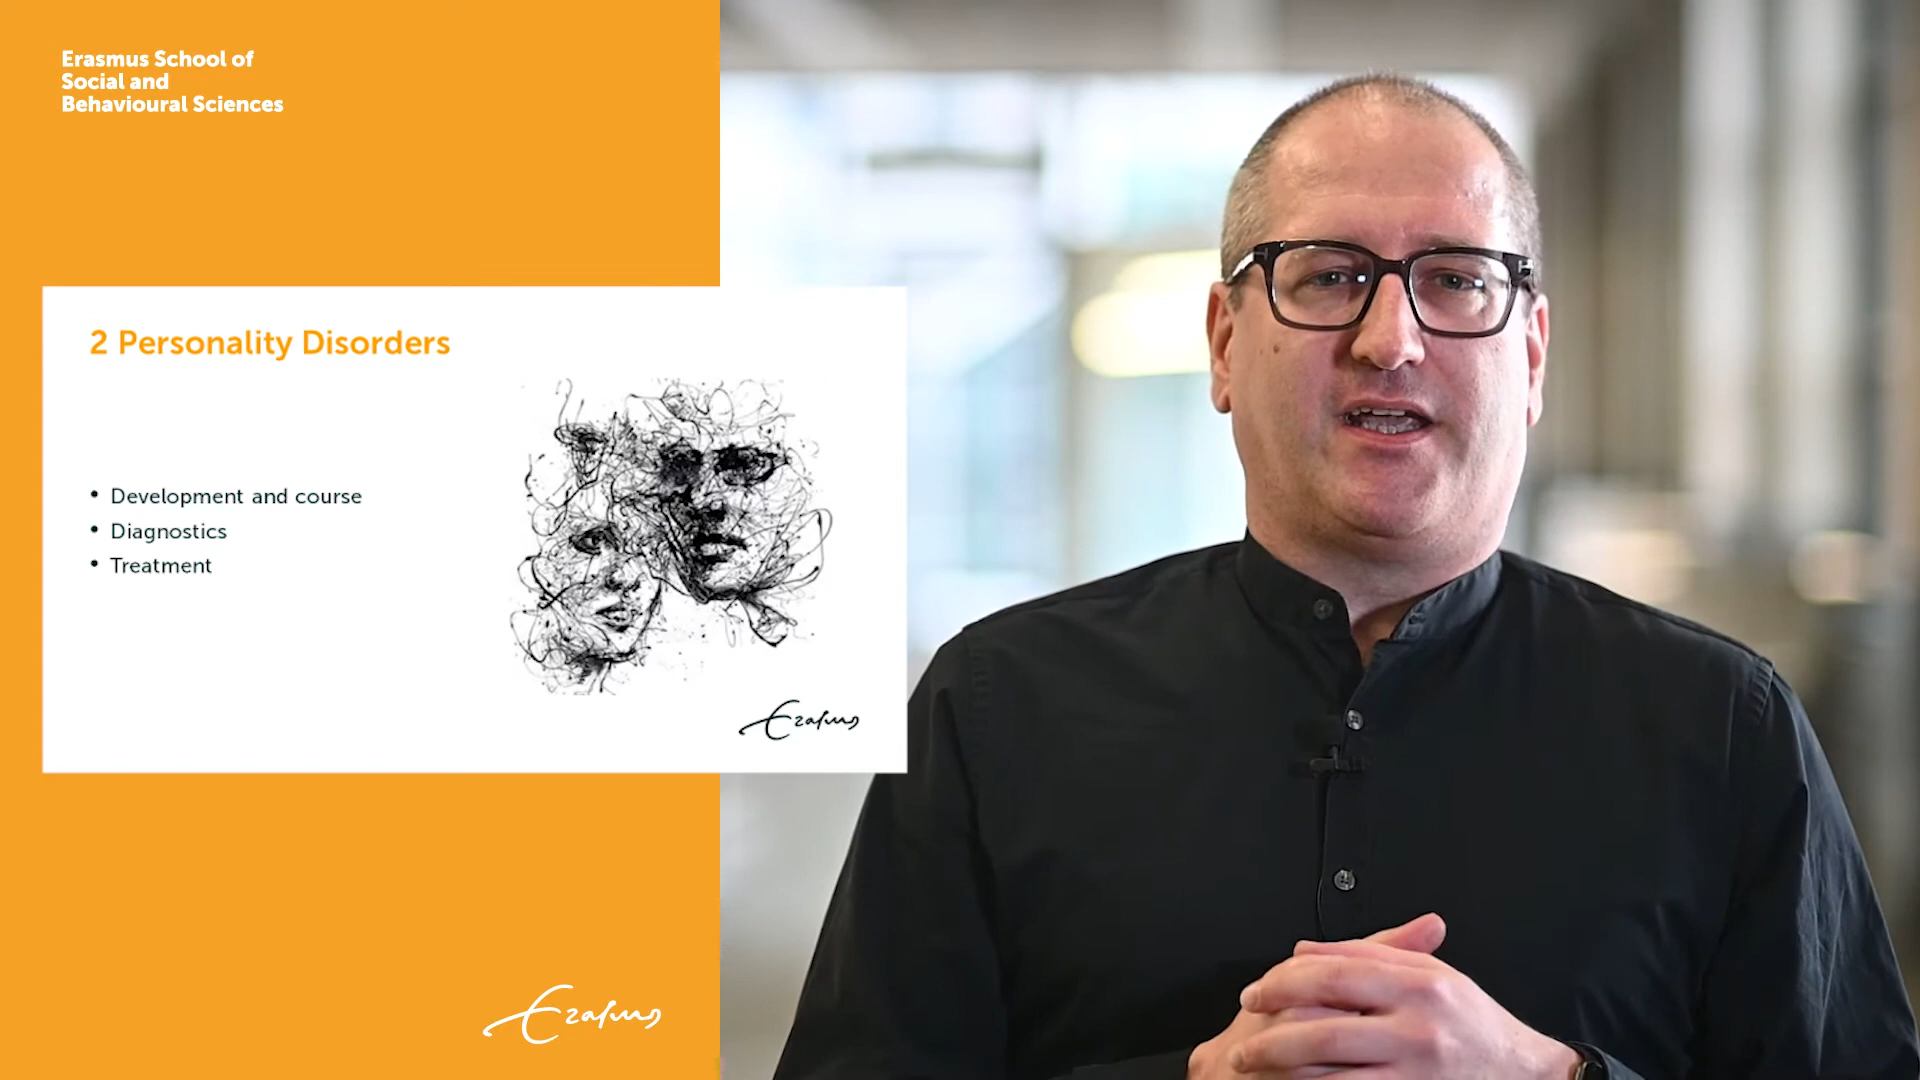 Erasmus School of
Social and
Behavioural Sciences
2 Personality Disorders
• Development and course
• Diagnostics
• Treatment
Erasmus
Erasmus